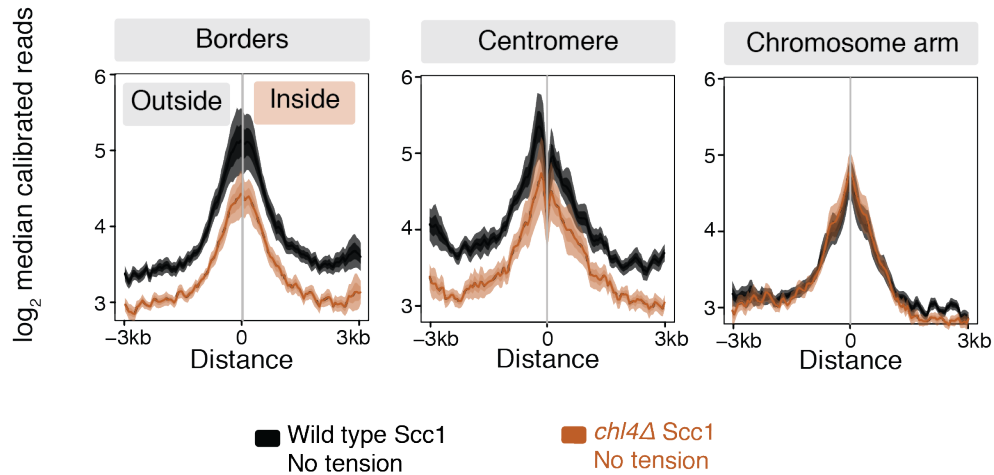 Borders
Centromere
Chromosome arm
log2 median calibrated reads
6
5
4
3
Outside
Inside
−3kb
0
3kb
Distance
6
5
4
3
−3kb
0
3kb
Distance
6
5
4
3
−3kb
0
3kb
Distance
Wild type Scc1
No tension
chl4Δ Scc1
No tension